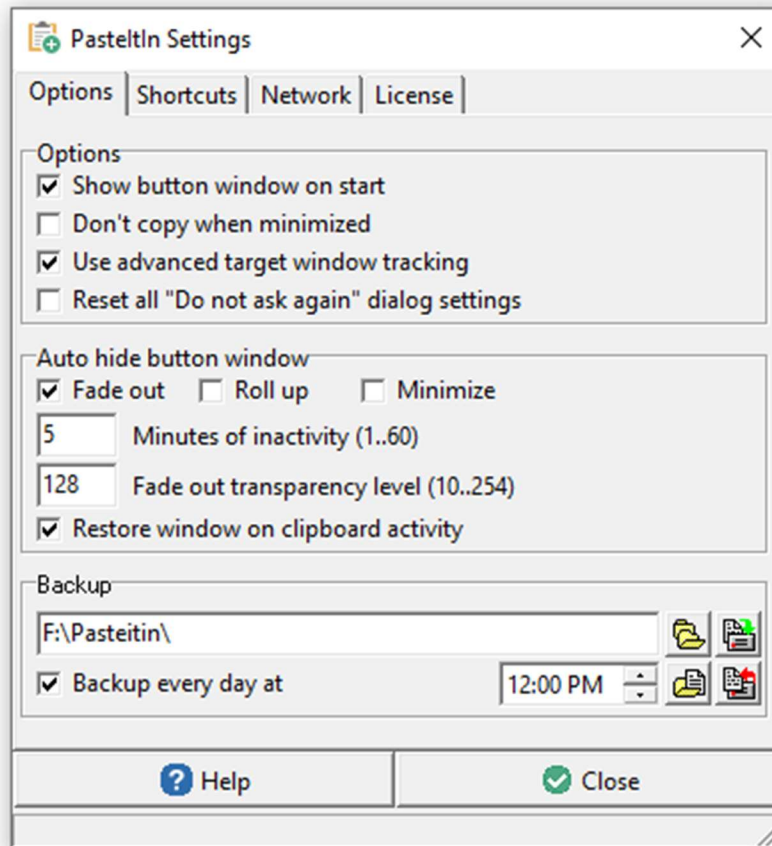 PasteItIn Settings
Options Shortcuts Network License
Options
Show button window on start
Don't copy when minimized
Use advanced target window tracking
Reset all "Do not ask again" dialog settings
Auto hide button window
Fade out Roll up Minimize
5 Minutes of inactivity (1..60)
128 Fade out transparency level (10..254)
Restore window on clipboard activity
Backup
F:\Pasteitin\
Backup every day at 12:00 PM
Help Close